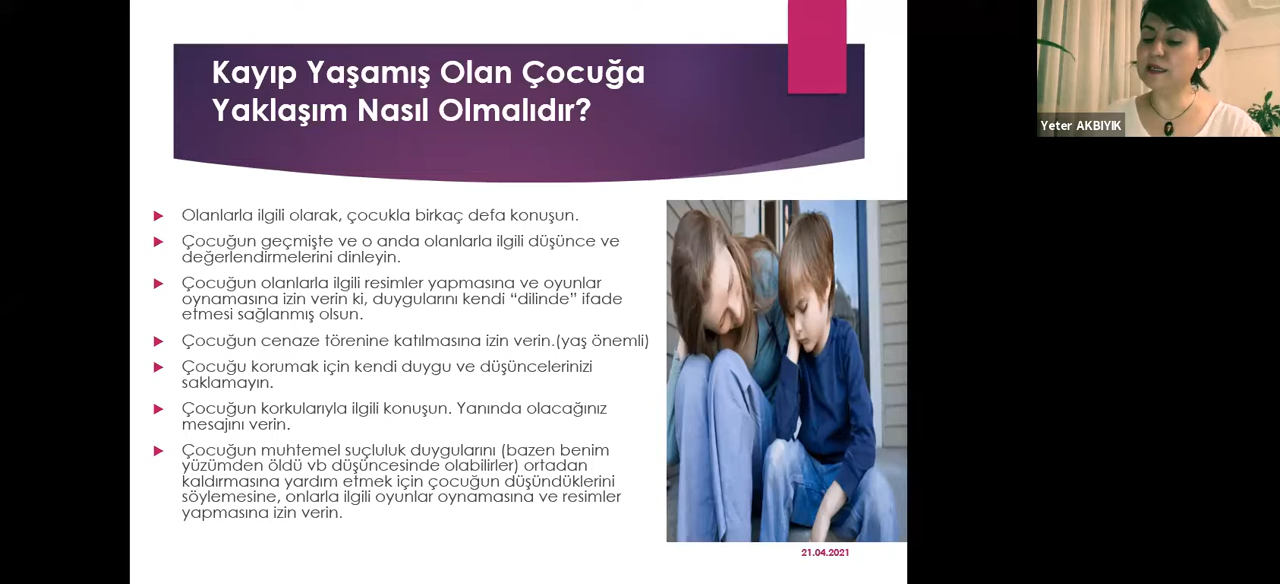 Kayıp Yaşamış Olan Çocuğa
Yaklaşım Nasıl Olmalıdır?
Olanlarla ilgili olarak, çocukla birkaç defa konuşun.
Çocuğun geçmişte ve o anda olanlarla ilgili düşünce ve
değerlendirmelerini dinleyin.
Çocuğun olanlarla ilgili resimler yapmasına ve oyunlar
oynamasına izin verin ki, duygularını kendi “dilinde” ifade
etmesi sağlanmış olsun.
Çocuğun cenaze törenine katılmasına izin verin.(yaş önemli)
Çocuğu korumak için kendi duygu ve düşüncelerinizi
saklamayın.
Çocuğun korkularıyla ilgili konuşun. Yanında olacağınız
mesajını verin.
Çocuğun muhtemel suçluluk duygularını (bazen benim
yüzümden öldü vb düşüncesinde olabilirler) ortadan
kaldırmasına yardım etmek için çocuğun düşündüklerini
söylemesine, onlarla ilgili oyunlar oynamasına ve resimler
yapmasına izin verin.
21.04.2021
Yeter AKBIYIK